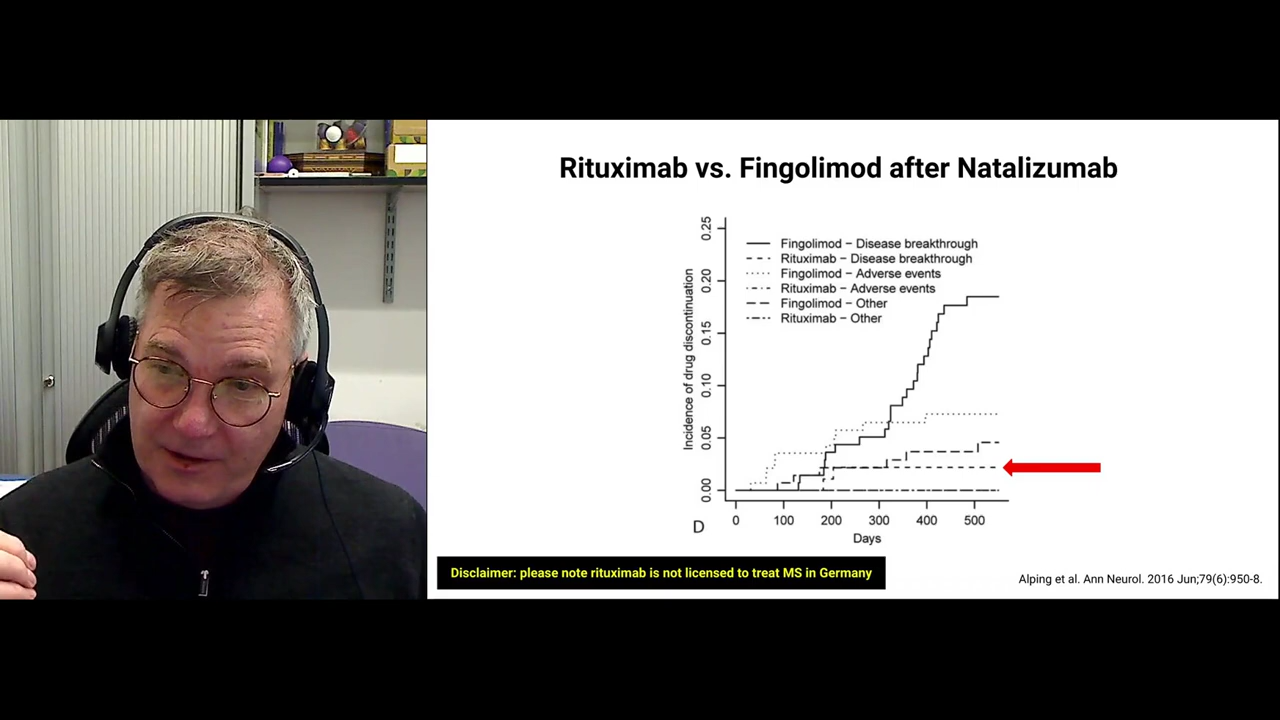 Rituximab vs. Fingolimod after Natalizumab
0.25
0.20
0.15
0.10
0.05
0.00
Incidence of drug discontinuation
Fingolimod − Disease breakthrough
Rituximab − Disease breakthrough
Fingolimod − Adverse events
Rituximab − Adverse events
Fingolimod − Other
Rituximab − Other
0 100 200 300 400 500
Days
D
Disclaimer: please note rituximab is not licensed to treat MS in Germany
Alping et al. Ann Neurol. 2016 Jun;79(6):950-8.